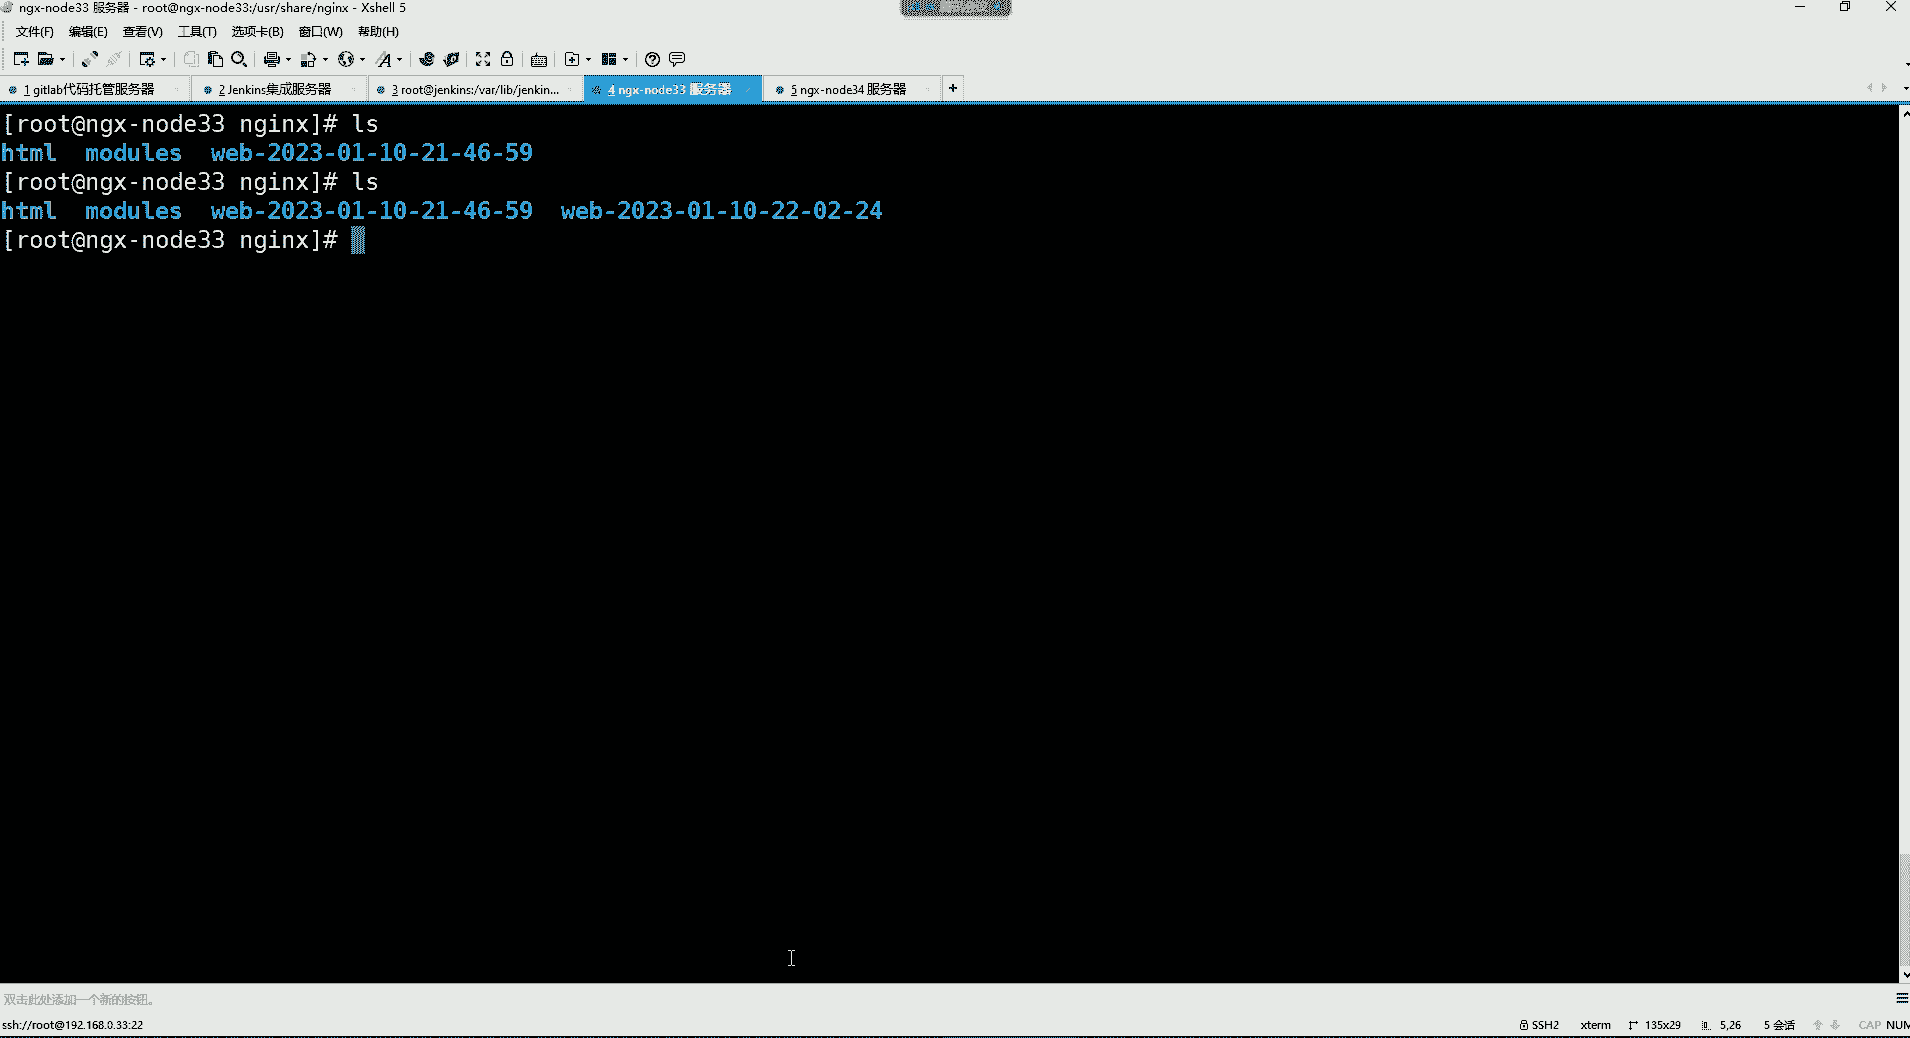 ngx-node33 服务器 - root@ngx-node33:/usr/share/nginx - Xshell 5
文件(F) 编辑(E) 查看(V) 工具(T) 选项卡(B) 窗口(W) 帮助(H)
1 gitlab代码托管服务器 2 Jenkins集成服务器 3 root@jenkins:/var/lib/jenkin... 4 ngx-node33 服务器 5 ngx-node34 服务器 +
[root@ngx-node33 nginx]# ls
html modules web-2023-01-10-21-46-59
[root@ngx-node33 nginx]# ls
html modules web-2023-01-10-21-46-59 web-2023-01-10-22-02-24
[root@ngx-node33 nginx]#
双击此处添加一个新的按钮。
ssh://root@192.168.0.33:22 SSH2 xterm 135x29 5,26 5 会话 CAP NUM